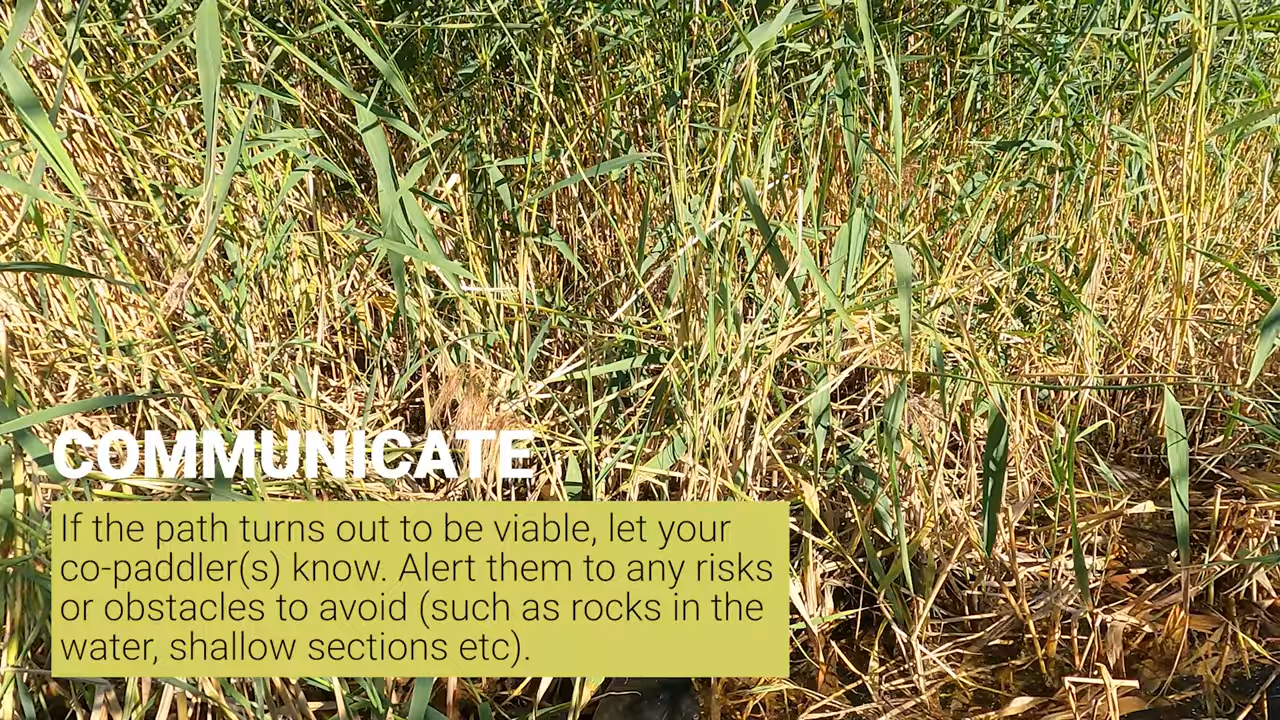 COMMUNICATE
If the path turns out to be viable, let your
co-paddler(s) know. Alert them to any risks
or obstacles to avoid (such as rocks in the
water, shallow sections etc).